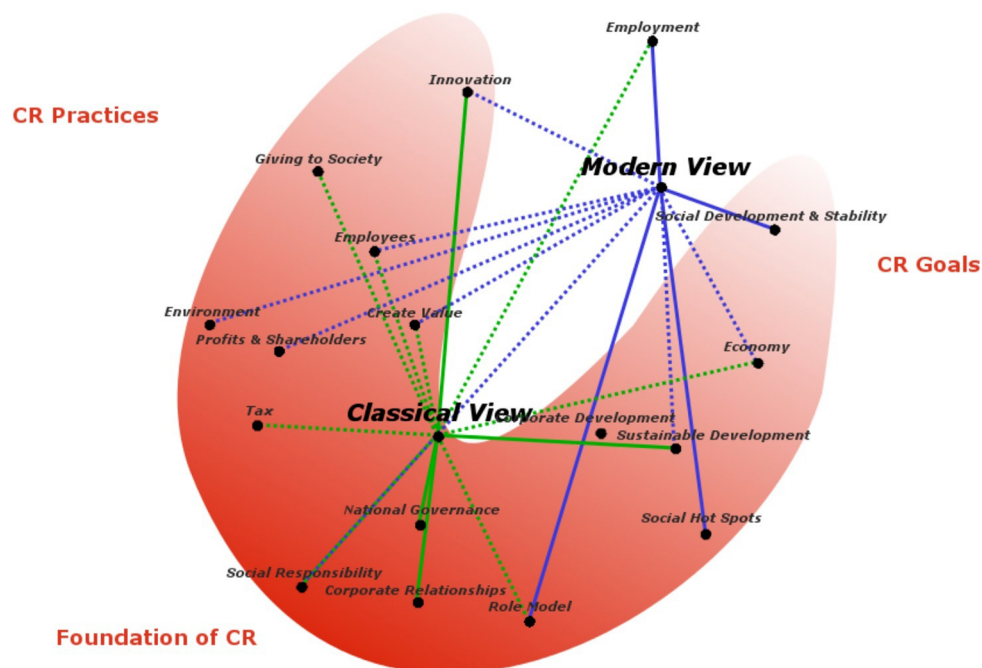 Employment
Innovation
CR Practices
Giving to Society
Modern View
Social Development & Stability
Employees
CR Goals
Environment
Create Value
Profits & Shareholders
Economy
Tax
Classical View
Corporate Development
Sustainable Development
National Governance
Social Hot Spots
Social Responsibility
Corporate Relationships
Role Model
Foundation of CR